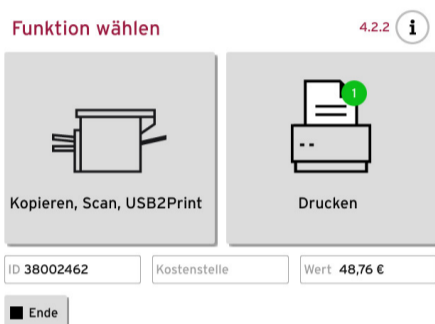 Funktion wählen
4.2.2 i
1
Kopieren, Scan, USB2Print
Drucken
ID 38002462
Kostenstelle
Wert 48,76 €
Ende